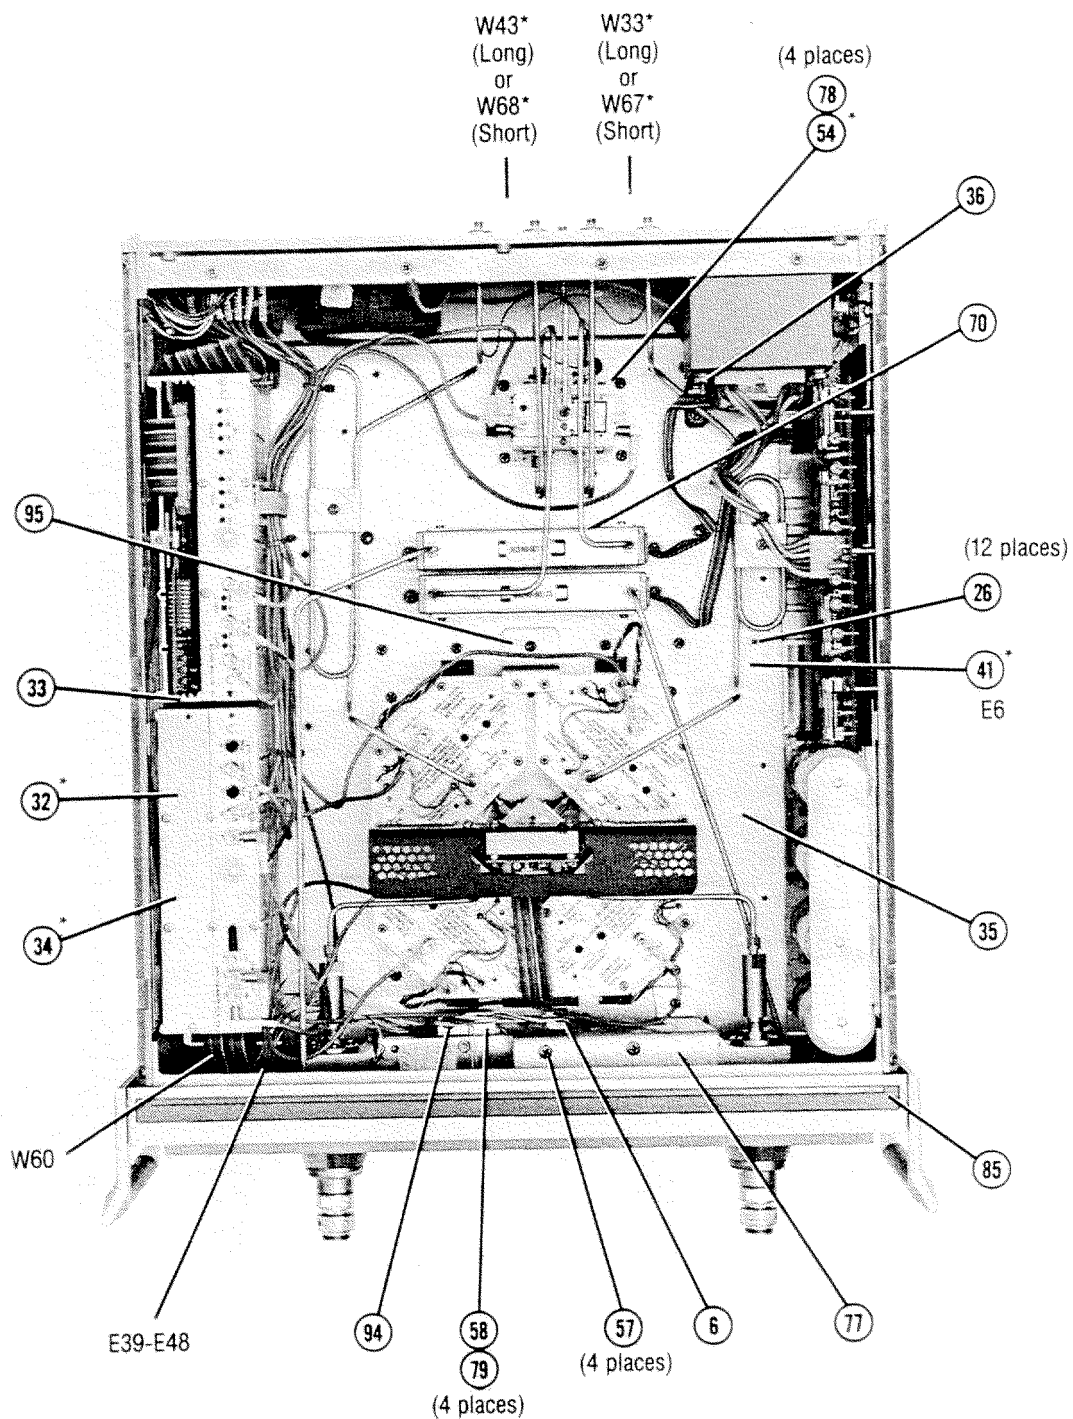 W43*
(Long)
or
W68*
(Short)
W33*
(Long)
or
W67*
(Short)
(4 places)
78
54*
36
70
95
(12 places)
26
41*
E6
33
32*
34*
35
W60
85
E39-E48
94
58
79
(4 places)
57
(4 places)
6
77